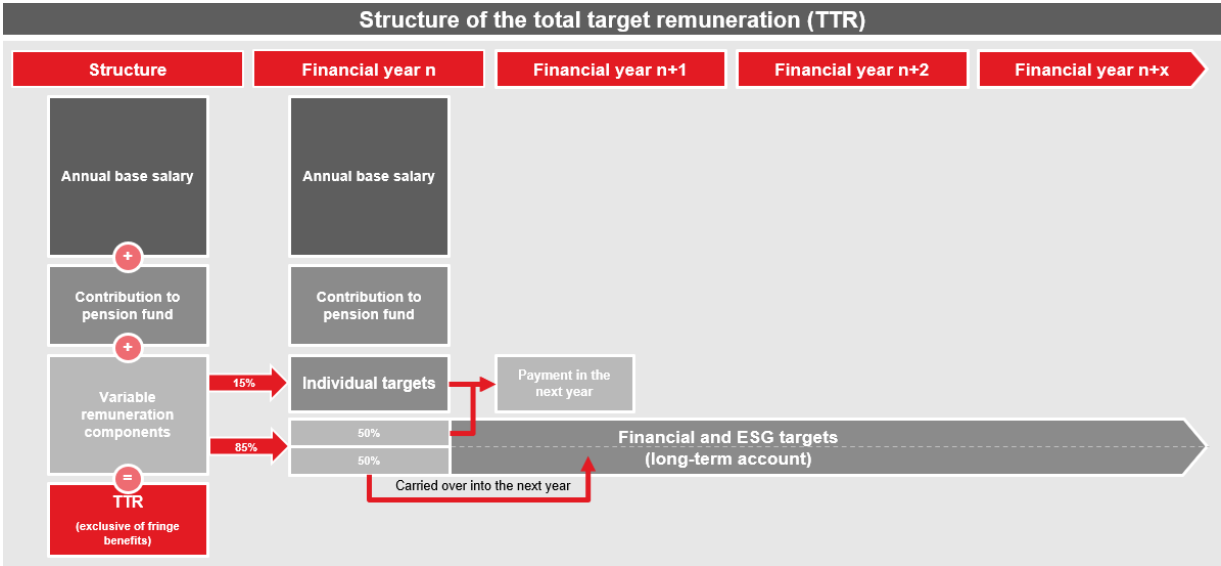 Structure of the total target remuneration (TTR)
Structure
Financial year n
Financial year n+1
Financial year n+2
Financial year n+x
Annual base salary
Annual base salary
+
Contribution to
pension fund
Contribution to
pension fund
+
Variable
remuneration
components
15%
Individual targets
Payment in the
next year
85%
50%
50%
Financial and ESG targets
(long-term account)
Carried over into the next year
=
TTR
(exclusive of fringe
benefits)